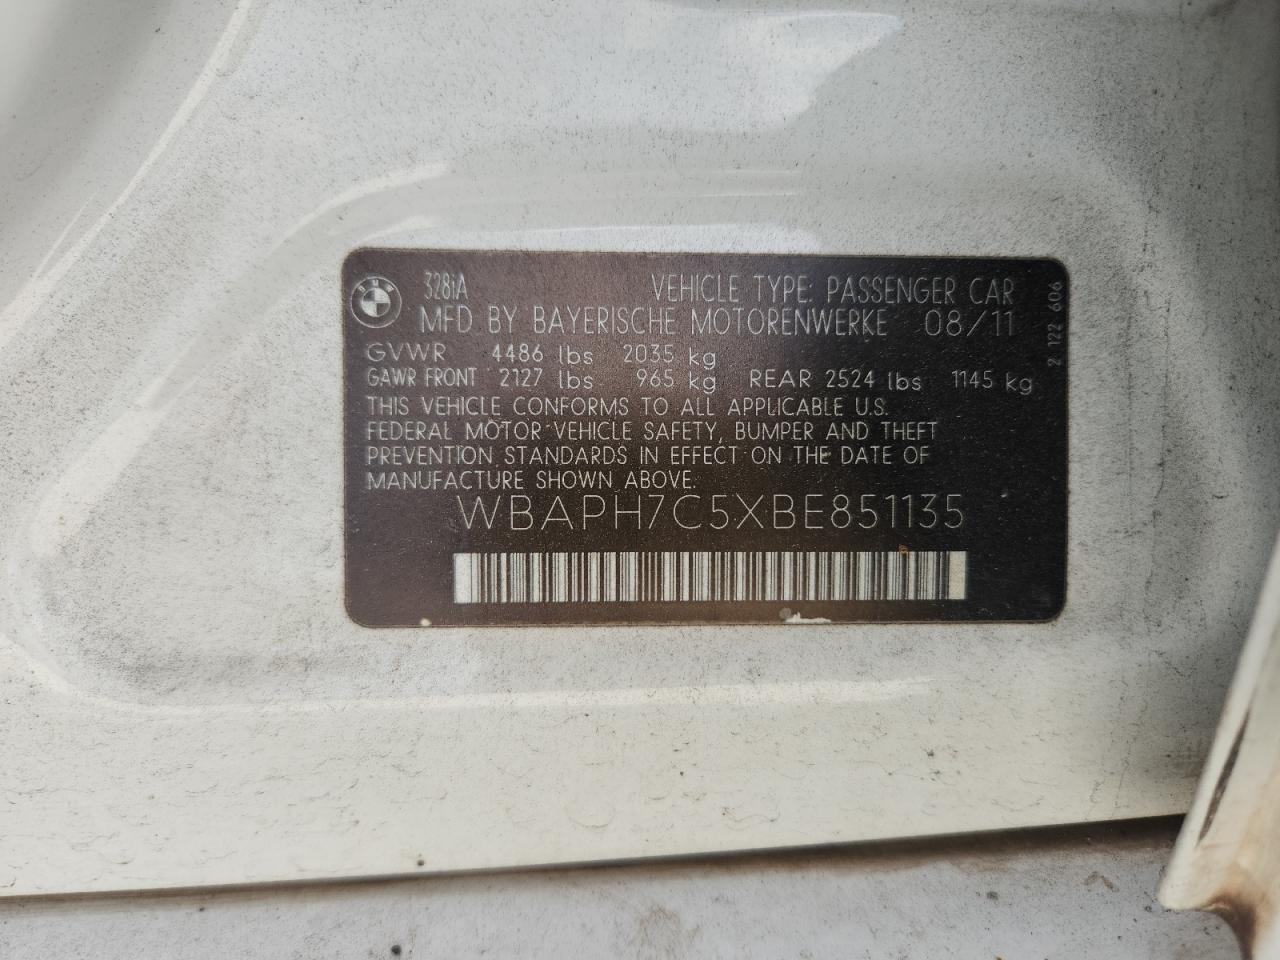 BMW
328iA VEHICLE TYPE: PASSENGER CAR
MFD BY BAYERISCHE MOTORENWERKE 08/11
GVWR 4486 lbs 2035 kg
GAWR FRONT 2127 lbs 965 kg REAR 2524 lbs 1145 kg
THIS VEHICLE CONFORMS TO ALL APPLICABLE U.S.
FEDERAL MOTOR VEHICLE SAFETY, BUMPER AND THEFT
PREVENTION STANDARDS IN EFFECT ON THE DATE OF
MANUFACTURE SHOWN ABOVE.
WBAPH7C5XBE851135
2 122 606